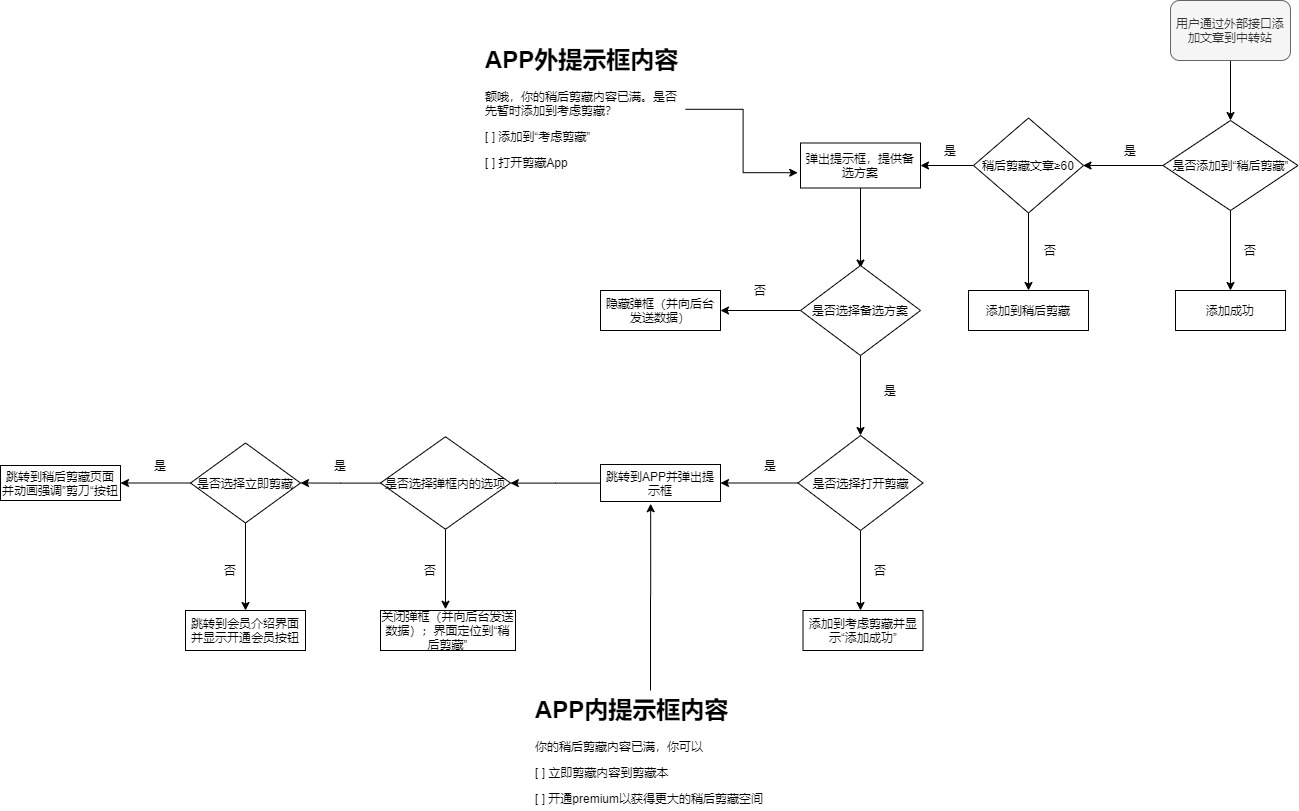 用户通过外部接口添
加文章到中转站
APP外提示框内容
额哦，你的稍后剪藏内容已满。是否
先暂时添加到考虑剪藏？
[ ] 添加到“考虑剪藏”
[ ] 打开剪藏App
弹出提示框，提供备
选方案
是
稍后剪藏文章≥60
是
是否添加到“稍后剪藏”
否
否
隐藏弹框（并向后台
发送数据）
否
是否选择备选方案
添加到稍后剪藏
添加成功
是
跳转到稍后剪藏页面
并动画强调”剪刀“按钮
是
是否选择立即剪藏
是
是否选择弹框内的选项
跳转到APP并弹出提
示框
是
是否选择打开剪藏
否
否
否
跳转到会员介绍界面
并显示开通会员按钮
关闭弹框（并向后台发送
数据）；界面定位到“稍
后剪藏”
添加到考虑剪藏并显
示“添加成功”
APP内提示框内容
你的稍后剪藏内容已满，你可以
[ ] 立即剪藏内容到剪藏本
[ ] 开通premium以获得更大的稍后剪藏空间